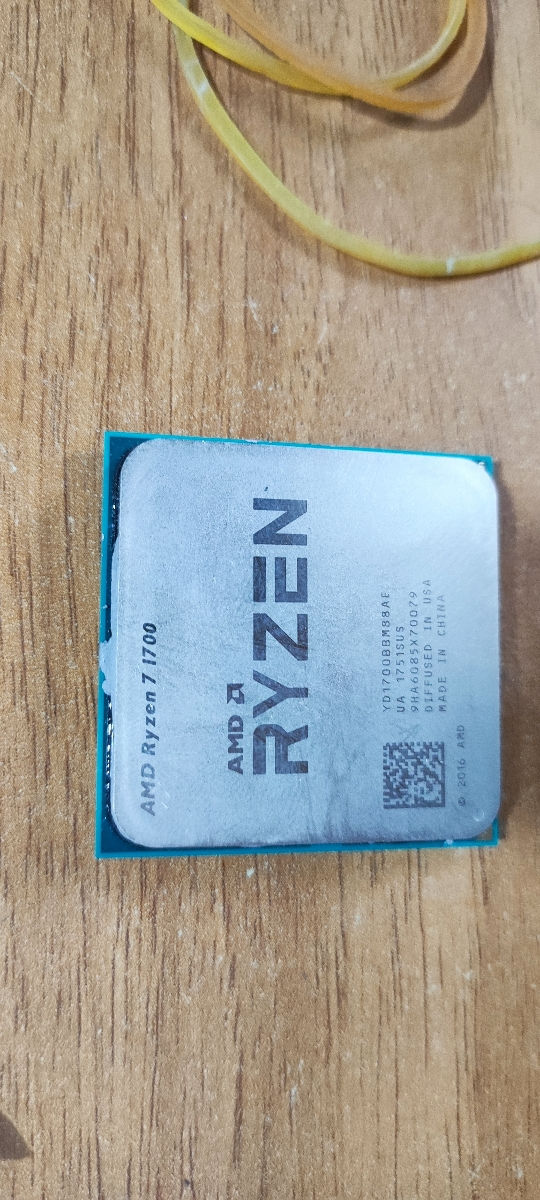 AMD Ryzen 7 1700
AMD
RYZEN
YD1700BBM88AE
UA 1751SUS
9HA6085X70079
DIFFUSED IN USA
MADE IN CHINA
© 2016 AMD